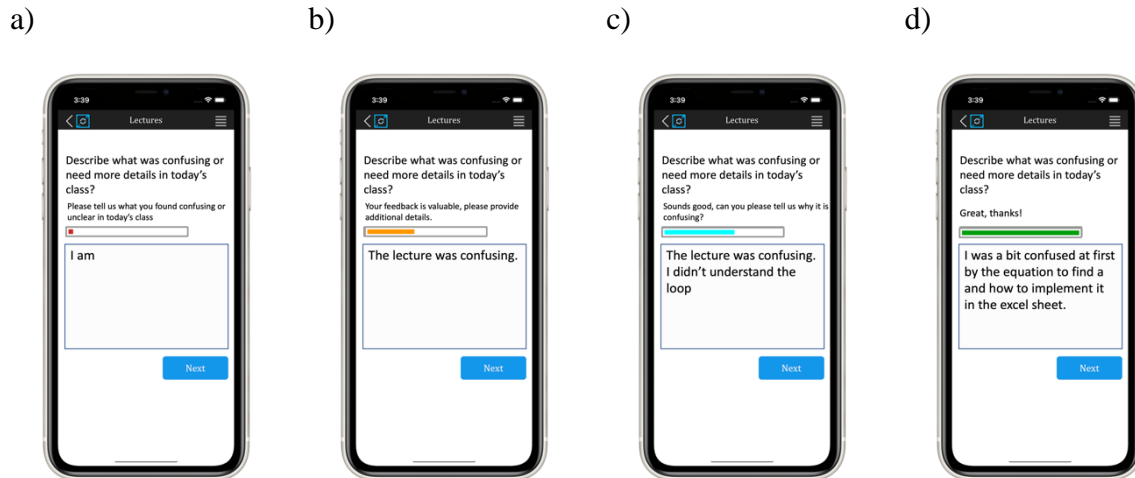 a)
b)
c)
d)
3:39
Lectures
Describe what was confusing or
need more details in today's
class?
Please tell us what you found confusing or
unclear in today's class
I am
Next
3:39
Lectures
Describe what was confusing or
need more details in today's
class?
Your feedback is valuable, please provide
additional details.
The lecture was confusing.
Next
3:39
Lectures
Describe what was confusing or
need more details in today's
class?
Sounds good, can you please tell us why it is
confusing?
The lecture was confusing.
I didn't understand the
loop
Next
3:39
Lectures
Describe what was confusing or
need more details in today's
class?
Great, thanks!
I was a bit confused at first
by the equation to find a
and how to implement it
in the excel sheet.
Next